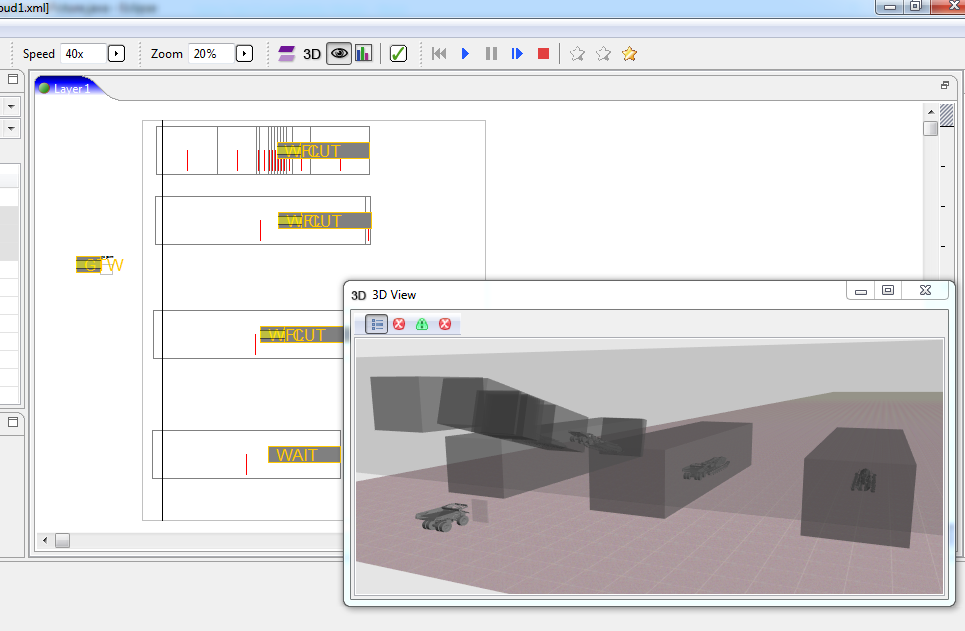 oud1.xml]
Speed 40x Zoom 20% 3D
Layer 1
CUT
CUT
W
CUT
WAIT
3D 3D View